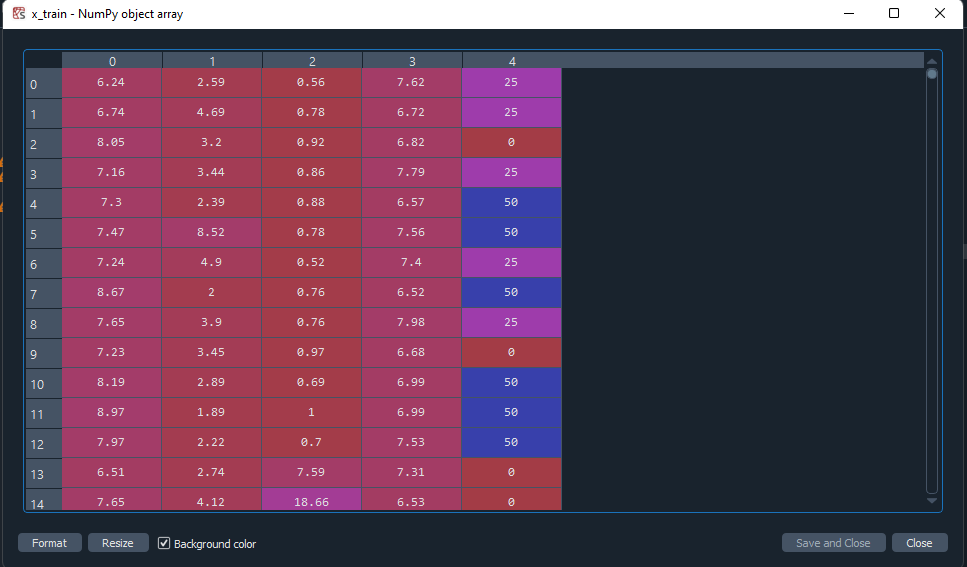 x_train - NumPy object array
0 1 2 3 4
0 6.24 2.59 0.56 7.62 25
1 6.74 4.69 0.78 6.72 25
2 8.05 3.2 0.92 6.82 0
3 7.16 3.44 0.86 7.79 25
4 7.3 2.39 0.88 6.57 50
5 7.47 8.52 0.78 7.56 50
6 7.24 4.9 0.52 7.4 25
7 8.67 2 0.76 6.52 50
8 7.65 3.9 0.76 7.98 25
9 7.23 3.45 0.97 6.68 0
10 8.19 2.89 0.69 6.99 50
11 8.97 1.89 1 6.99 50
12 7.97 2.22 0.7 7.53 50
13 6.51 2.74 7.59 7.31 0
14 7.65 4.12 18.66 6.53 0
Format Resize Background color Save and Close Close